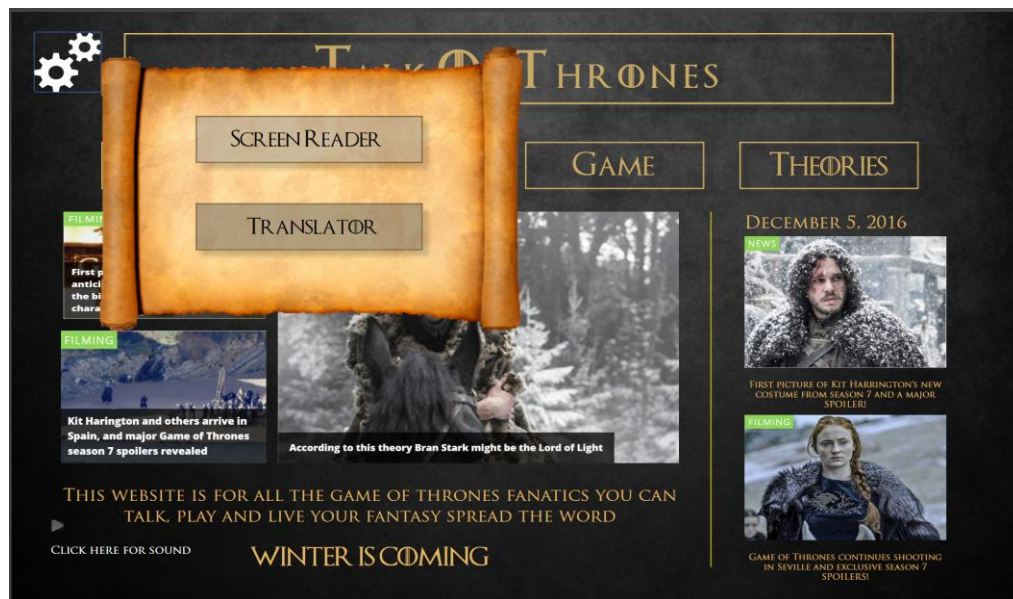 THRONES
SCREEN READER
TRANSLATOR
GAME
THEORIES
First
the
FILMING
Kit Harington and others arrive in
Spain, and major Game of Thrones
season 7 spoilers revealed
According to this theory Bran Stark might be the Lord of Light
DECEMBER 5, 2016
NEWS
FIRST PICTURE OF KIT HARRINGTON'S NEW
COSTUME FROM SEASON 7 AND A MAJOR
SPOILER!
FILMING
GAME OF THRONES CONTINUES SHOOTING
IN SEVILLE AND EXCLUSIVE SEASON 7
SPOILERS!
THIS WEBSITE IS FOR ALL THE GAME OF THRONES FANATICS YOU CAN
TALK, PLAY AND LIVE YOUR FANTASY SPREAD THE WORD
CLICK HERE FOR SOUND
WINTER IS COMING